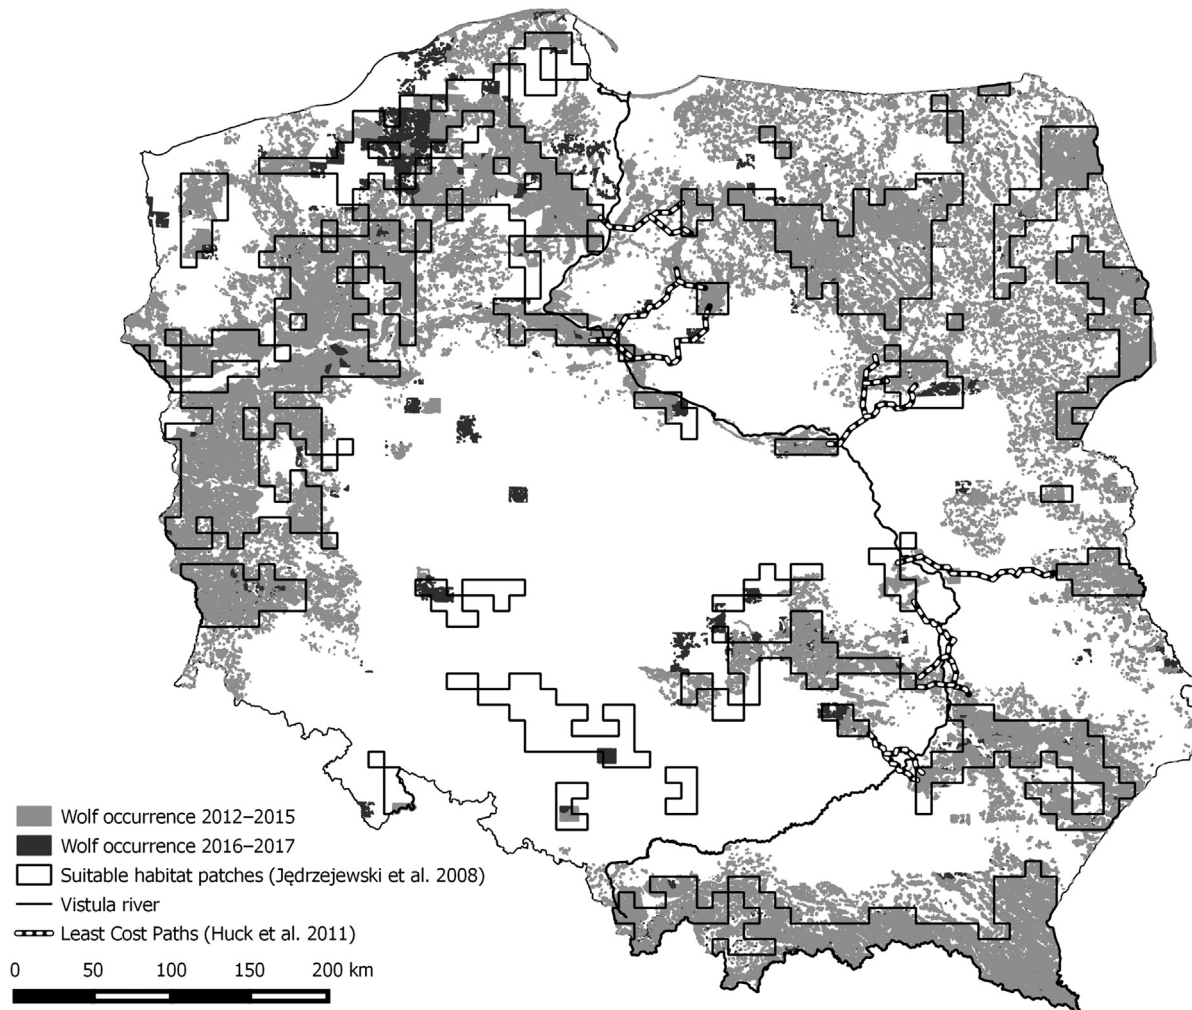 Wolf occurrence 2012–2015
Wolf occurrence 2016–2017
Suitable habitat patches (Jędrzejewski et al. 2008)
Vistula river
Least Cost Paths (Huck et al. 2011)
0 50 100 150 200 km